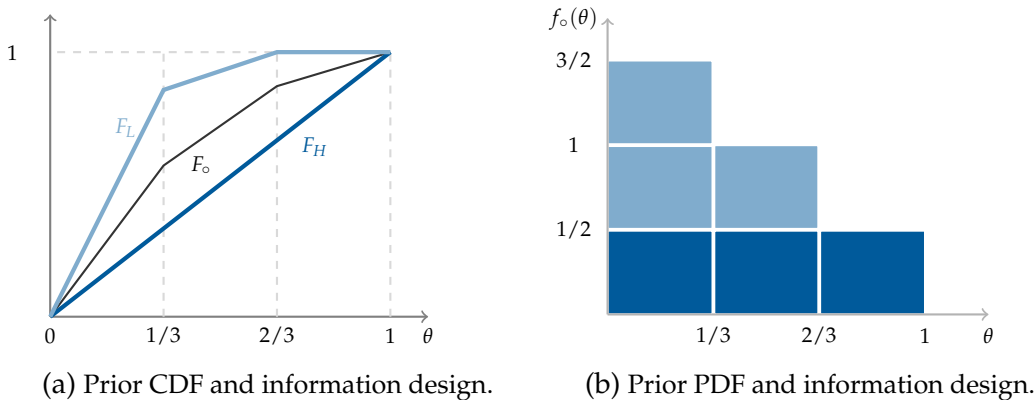 1
F_L
F_∘
F_H
0 1/3 2/3 1 θ
(a) Prior CDF and information design.
f_∘(θ)
3/2
1
1/2
1/3 2/3 1 θ
(b) Prior PDF and information design.